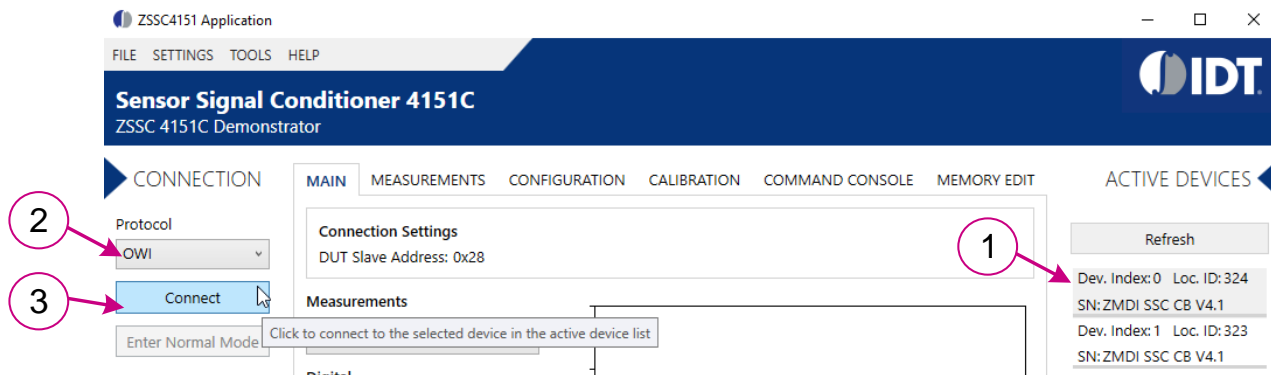 ZSSC4151 Application
FILE SETTINGS TOOLS HELP
IDT.
Sensor Signal Conditioner 4151C
ZSSC 4151C Demonstrator
CONNECTION
MAIN MEASUREMENTS CONFIGURATION CALIBRATION COMMAND CONSOLE MEMORY EDIT
ACTIVE DEVICES
2
Protocol
OWI
3
Connect
Enter Normal Mode
Connection Settings
DUT Slave Address: 0x28
Measurements
Click to connect to the selected device in the active device list
Digital
1
Refresh
Dev. Index: 0 Loc. ID: 324
SN: ZMDI SSC CB V4.1
Dev. Index: 1 Loc. ID: 323
SN: ZMDI SSC CB V4.1